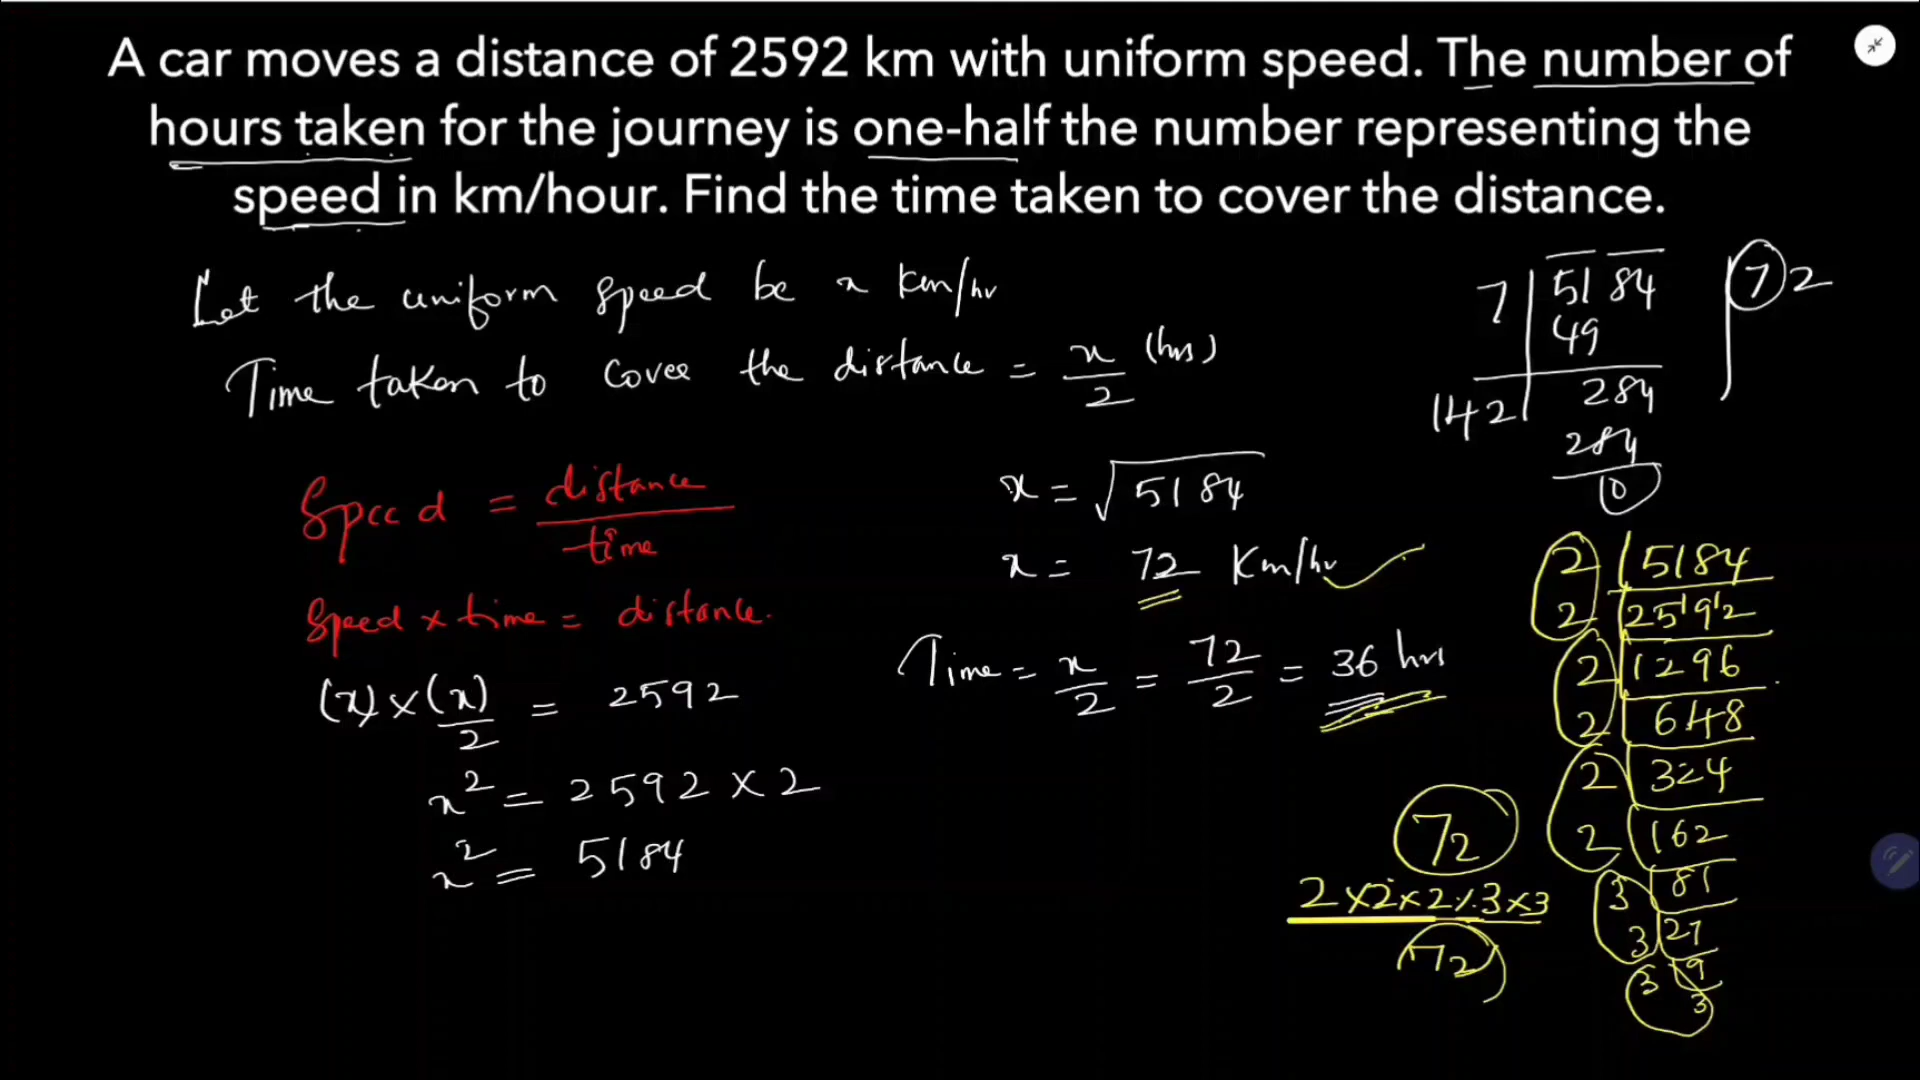 A car moves a distance of 2592 km with uniform speed. The number of
hours taken for the journey is one-half the number representing the
speed in km/hour. Find the time taken to cover the distance.
Let the uniform speed be x Km/hr
Time taken to cover the distance = x/2 (hrs)
Speed = distance/time
Speed × time = distance.
(x) × (x)/2 = 2592
x² = 2592 × 2
x² = 5184
x = √5184
x = 72 Km/hr
Time = x/2 = 72/2 = 36 hrs
7 | 51 84 | 72
49
142 | 284
284
0
2 | 5184
2 | 2592
2 | 1296
2 | 648
2 | 324
2 | 162
3 | 81
3 | 27
3 | 9
3
72
2×2×2×3×3
72